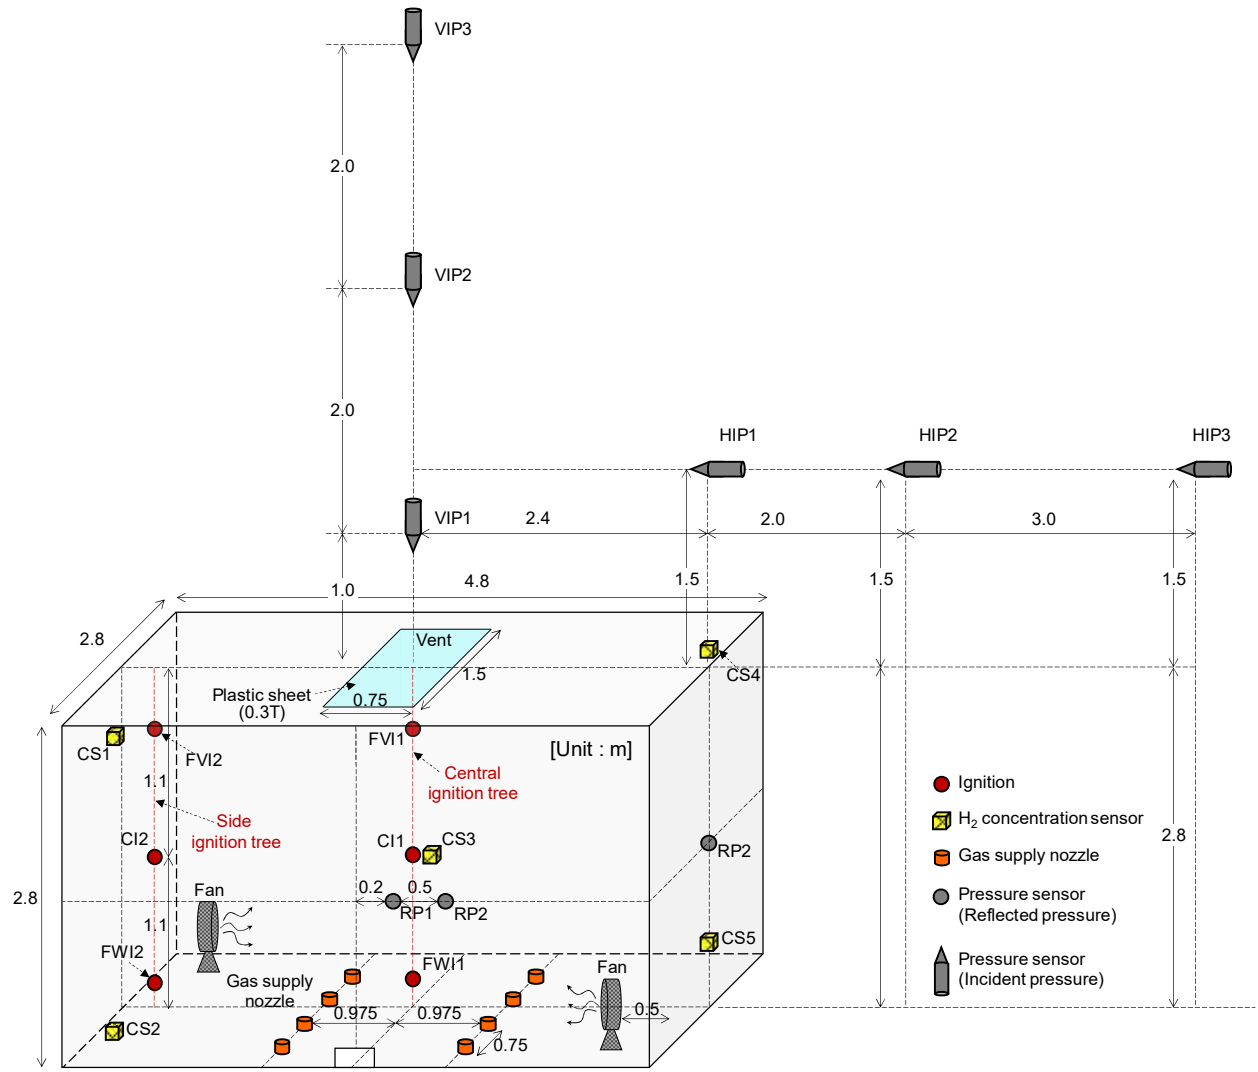 VIP3
2.0
VIP2
2.0
HIP1
HIP2
HIP3
VIP1
2.4
2.0
3.0
1.0
4.8
1.5
1.5
1.5
2.8
Vent
1.5
CS4
Plastic sheet
(0.3T)
0.75
CS1
FVI2
FVI1
[Unit : m]
1.1
Central
ignition tree
Ignition
Side
ignition tree
H₂ concentration sensor
CI2
CI1
CS3
2.8
RP2
Gas supply nozzle
2.8
Fan
0.2
0.5
RP1
RP2
Pressure sensor
(Reflected pressure)
1.1
CS5
FWI2
FWI1
Fan
Pressure sensor
(Incident pressure)
Gas supply
nozzle
0.975
0.975
0.5
CS2
0.75